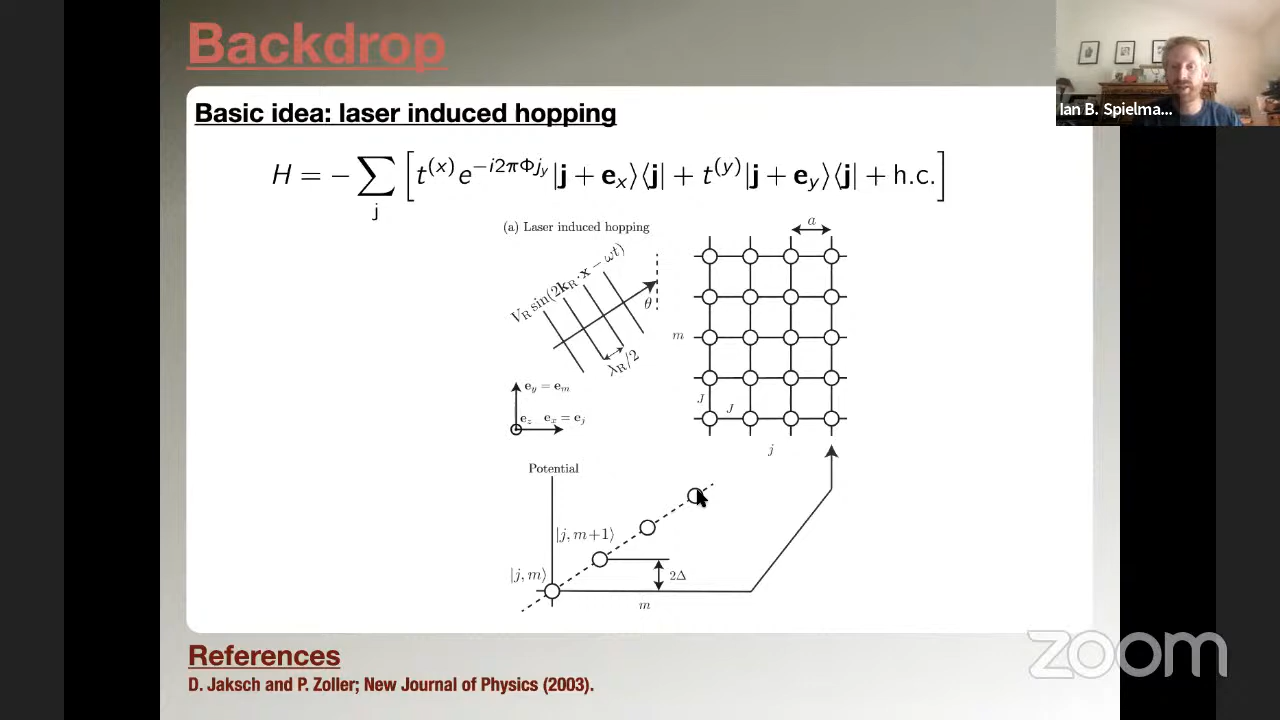 Backdrop
Ian B. Spielma...
Basic idea: laser induced hopping
H = − ∑_j [ t^(x) e^{−i2πΦj_y} |j + e_x⟩⟨j| + t^(y) |j + e_y⟩⟨j| + h.c. ]
(a) Laser induced hopping
a
V_R sin(2k_R·x − ωt)
θ
m
λ_R/2
J
J
e_y = e_m
e_z e_x = e_j
j
Potential
|j, m+1⟩
|j, m⟩
2Δ
m
References
D. Jaksch and P. Zoller; New Journal of Physics (2003).
zoom